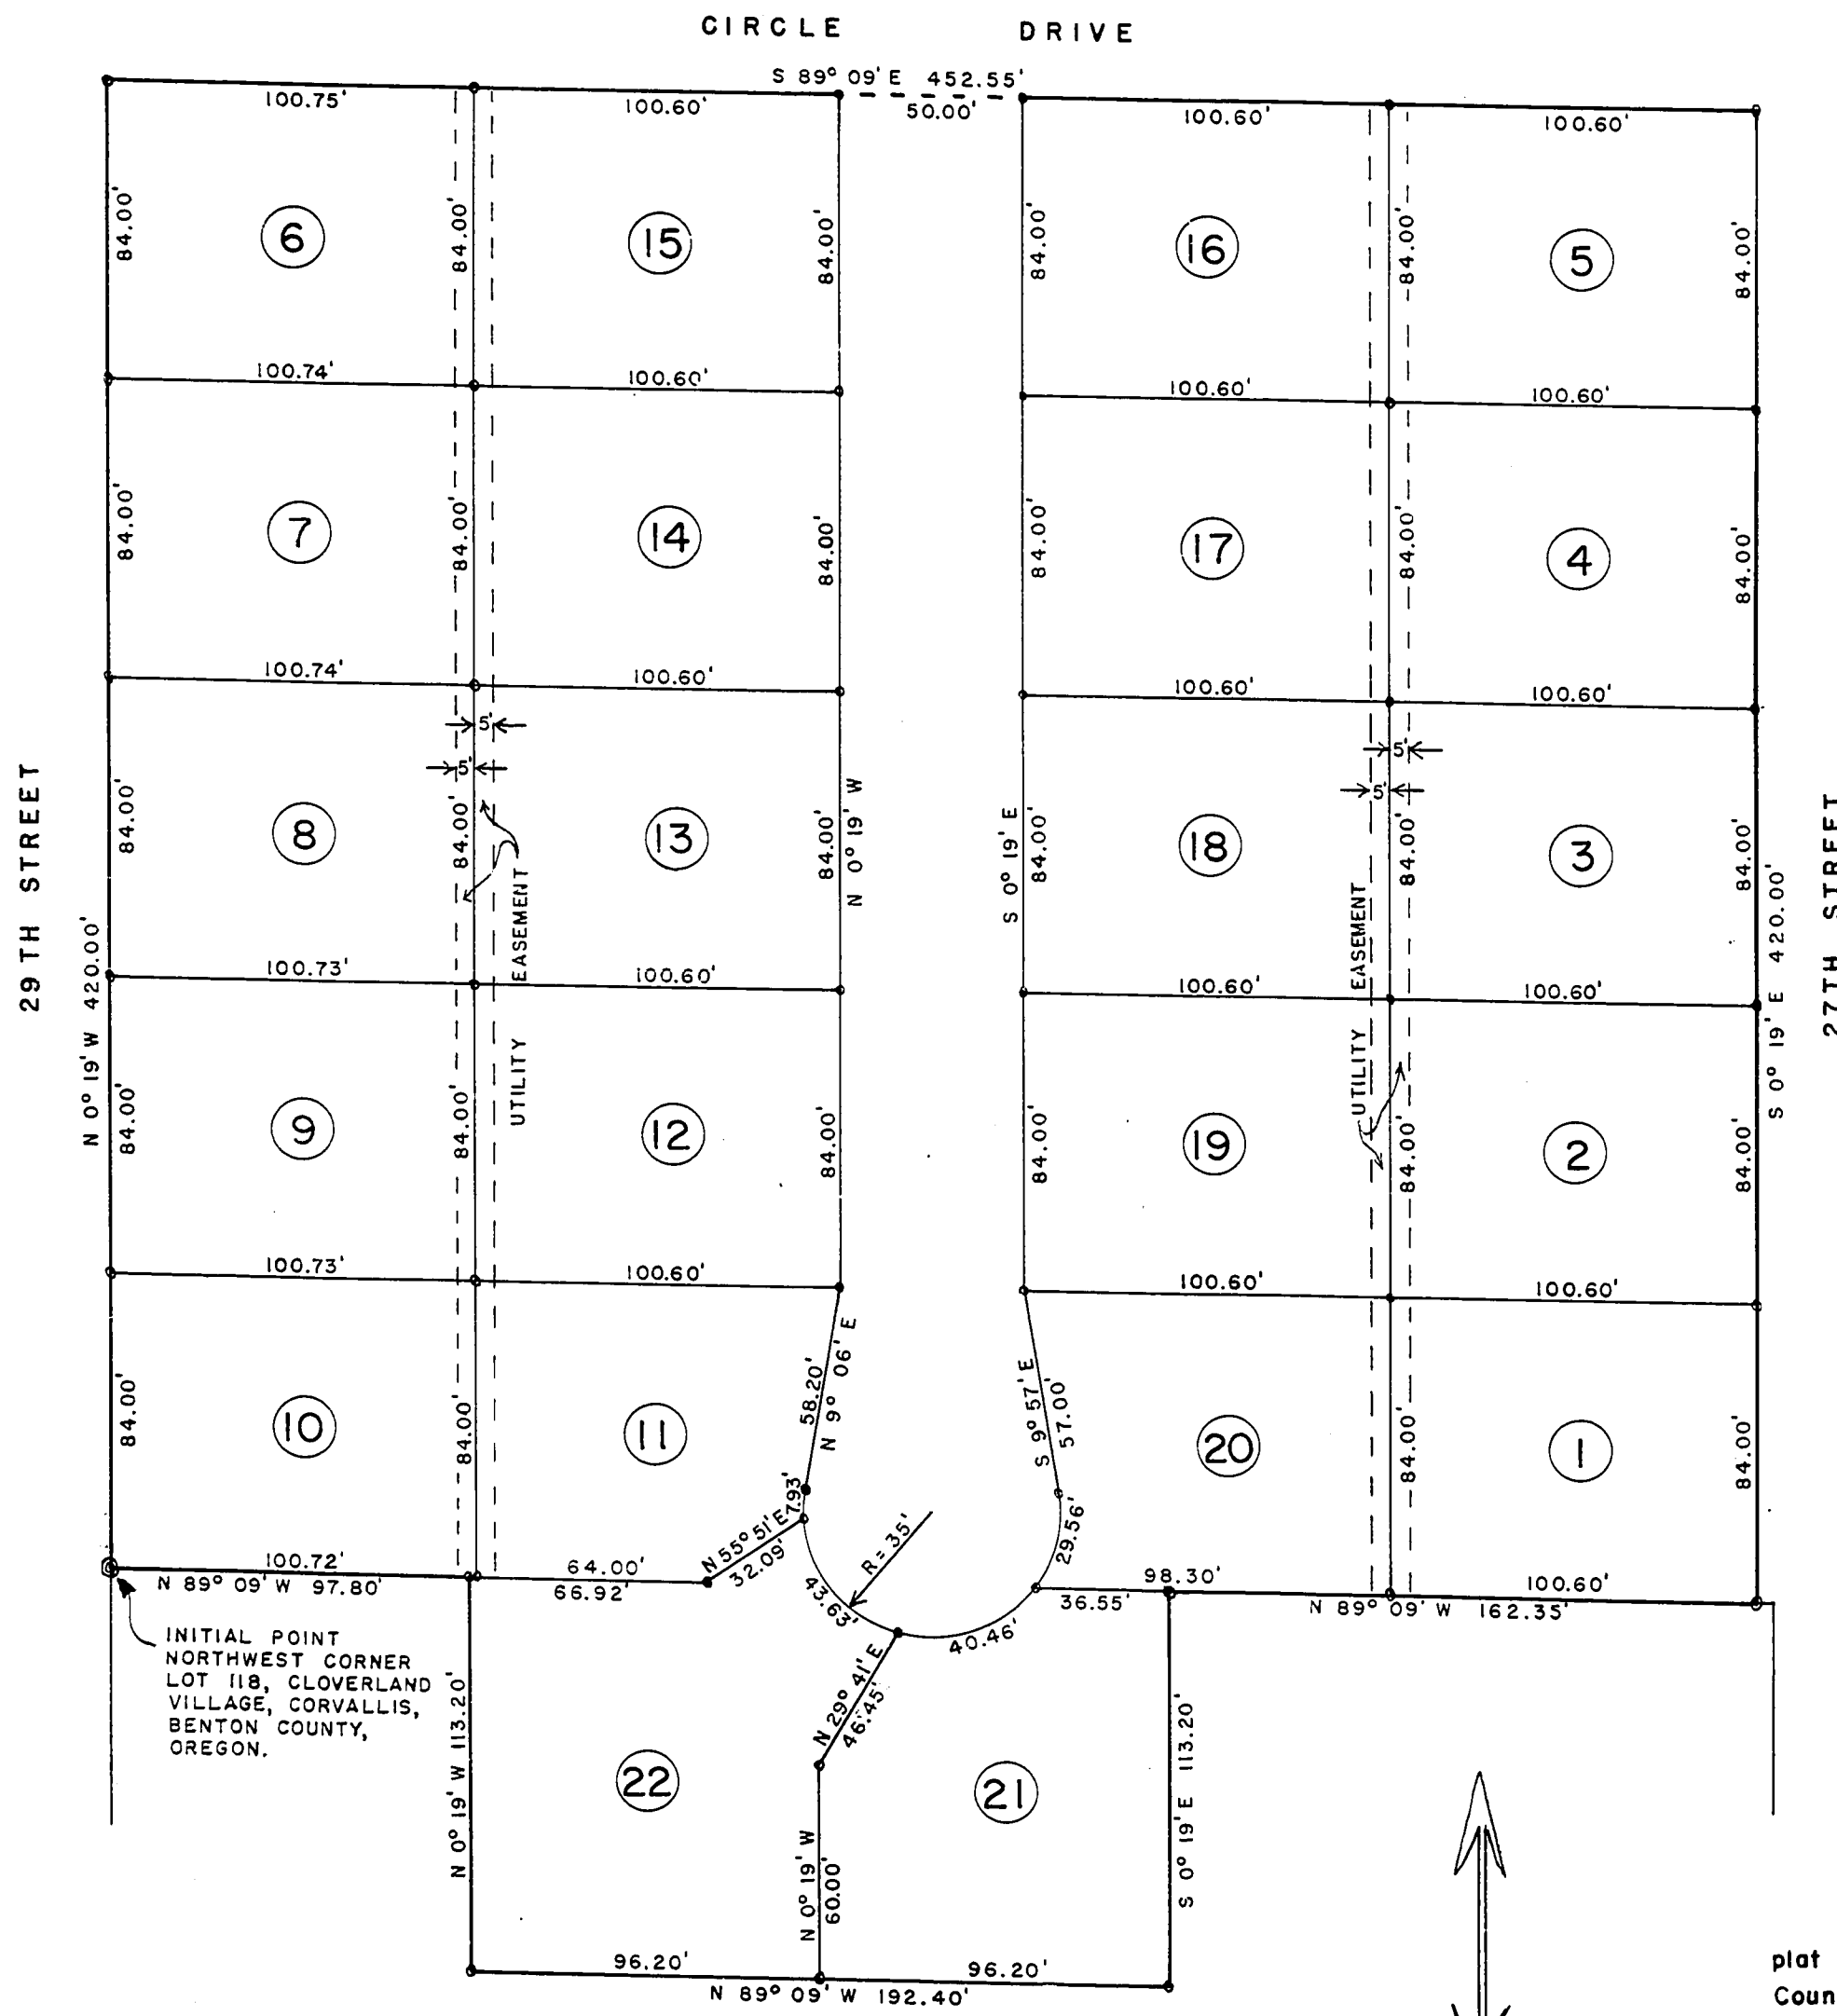 CIRCLE DRIVE
S 89° 09' E 452.55'
100.75' 100.60' 50.00' 100.60' 100.60'
84.00' 6 84.00' 15 84.00' 84.00' 16 84.00' 5 84.00'
100.74' 100.60' 100.60' 100.60'
84.00' 7 84.00' 14 84.00' 84.00' 17 84.00' 4 84.00'
100.74' 100.60' 100.60' 100.60'
5' 5'
5' 5'
29TH STREET
27TH STREET
84.00' 8 84.00' 13 84.00' N 0° 19' W S 0° 19' E 84.00' 18 84.00' 3 84.00'
N 0° 19' W 420.00'
UTILITY EASEMENT
UTILITY EASEMENT
S 0° 19' E 420.00'
100.73' 100.60' 100.60' 100.60'
84.00' 9 84.00' 12 84.00' 84.00' 19 84.00' 2 84.00'
100.73' 100.60' 100.60' 100.60'
84.00' 10 84.00' 11 58.20' N 9° 06' E S 9° 57' E 57.00' 20 84.00' 1 84.00'
7.93'
N 55° 51' E
32.09'
R = 35'
29.56'
43.63'
40.46'
100.72' 64.00' 98.30' 100.60'
N 89° 09' W 97.80' 66.92' 36.55' N 89° 09' W 162.35'
INITIAL POINT
NORTHWEST CORNER
LOT 118, CLOVERLAND
VILLAGE, CORVALLIS,
BENTON COUNTY,
OREGON.
N 0° 19' W 113.20'
N 29° 41' E
46.45'
S 0° 19' E 113.20'
22 21
N 0° 19' W
60.00'
96.20' 96.20'
N 89° 09' W 192.40'
plat
Coun